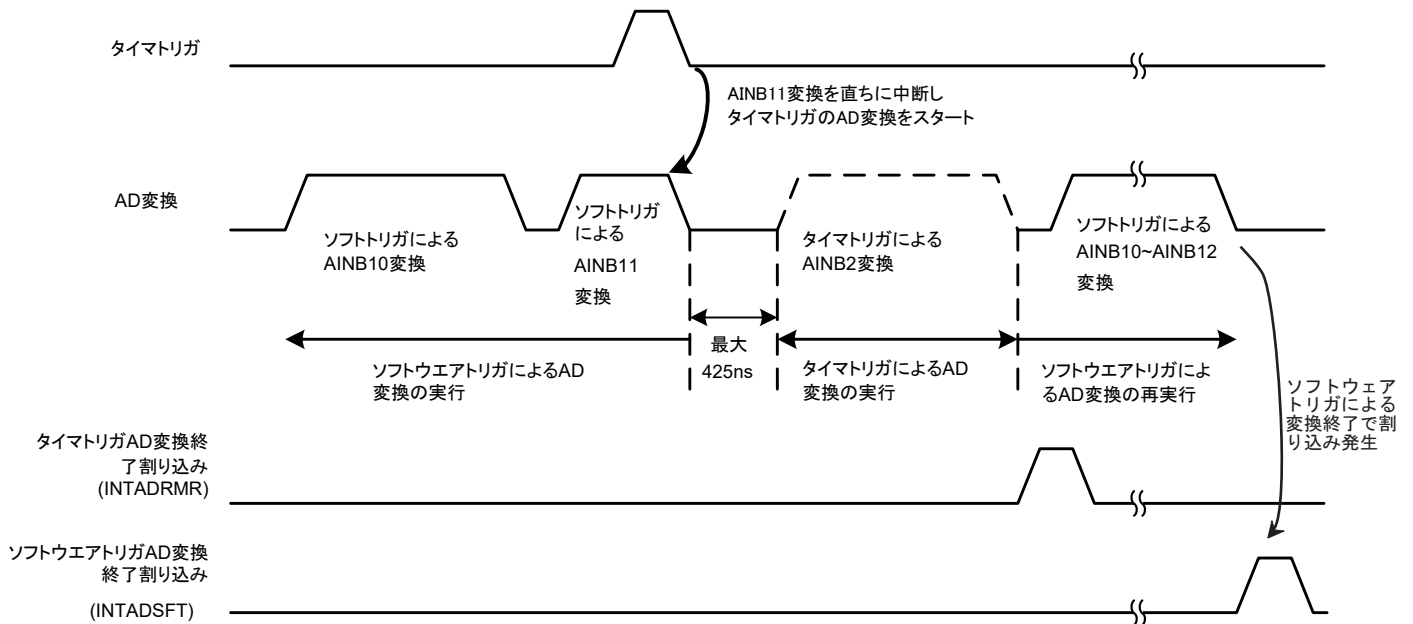 タイマトリガ
AINB11変換を直ちに中断し
タイマトリガのAD変換をスタート
AD変換
ソフトトリガによる
AINB10変換
ソフトトリガ
による
AINB11
変換
タイマトリガによる
AINB2変換
ソフトトリガによる
AINB10~AINB12
変換
ソフトウエアトリガによるAD
変換の実行
最大
425ns
タイマトリガによるAD
変換の実行
ソフトウエアトリガによ
るAD変換の再実行
ソフトウェア
トリガによる
変換終了で割
り込み発生
タイマトリガAD変換終
了割り込み
(INTADRMR)
ソフトウエアトリガAD変換
終了割り込み
(INTADSFT)